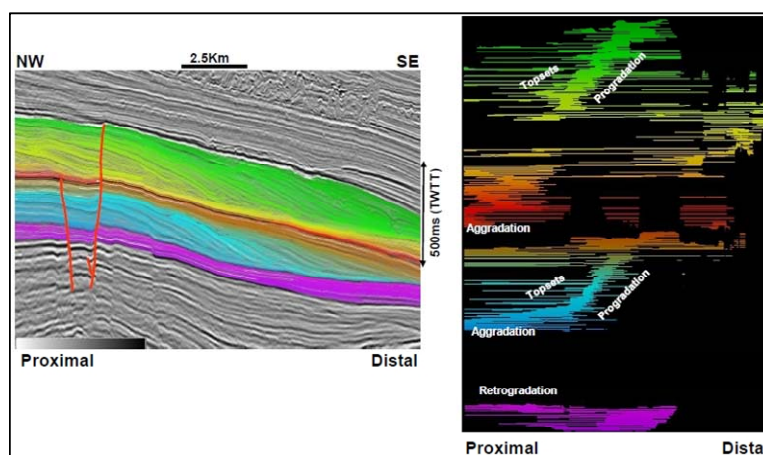 NW
2.5Km
SE
500ms (TWTT)
Proximal
Distal
Topsets
Progradation
Aggradation
Topsets
Progradation
Aggradation
Retrogradation
Proximal
Dista